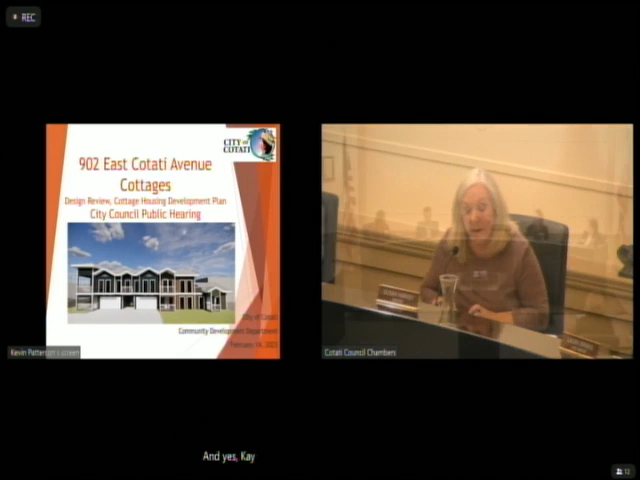 REC
CITY OF
COTATI
902 East Cotati Avenue
Cottages
Design Review, Cottage Housing Development Plan
City Council Public Hearing
City of Cotati
Community Development Department
February
Kevin Patterson
Cotati Council Chambers
And yes, Kay
12